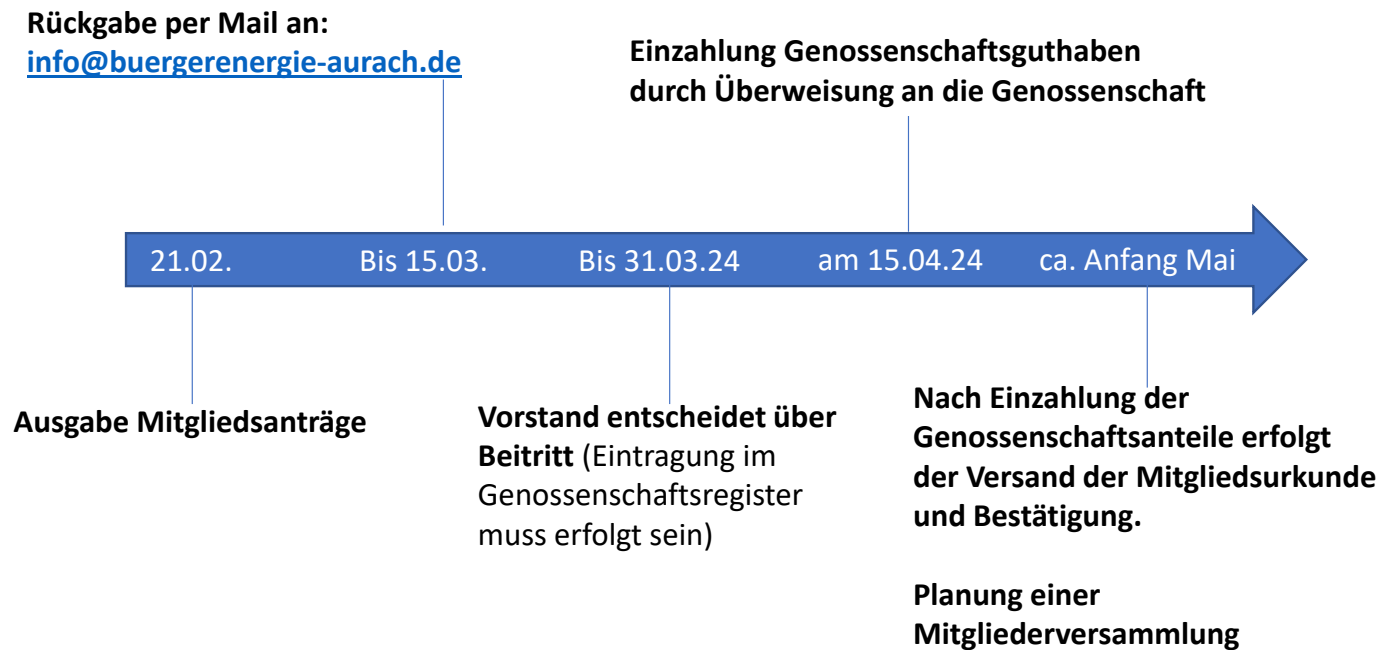 Rückgabe per Mail an:
info@buergerenergie-aurach.de
Einzahlung Genossenschaftsguthaben
durch Überweisung an die Genossenschaft
21.02.
Bis 15.03.
Bis 31.03.24
am 15.04.24
ca. Anfang Mai
Ausgabe Mitgliedsanträge
Vorstand entscheidet über
Beitritt (Eintragung im
Genossenschaftsregister
muss erfolgt sein)
Nach Einzahlung der
Genossenschaftsanteile erfolgt
der Versand der Mitgliedsurkunde
und Bestätigung.
Planung einer
Mitgliederversammlung